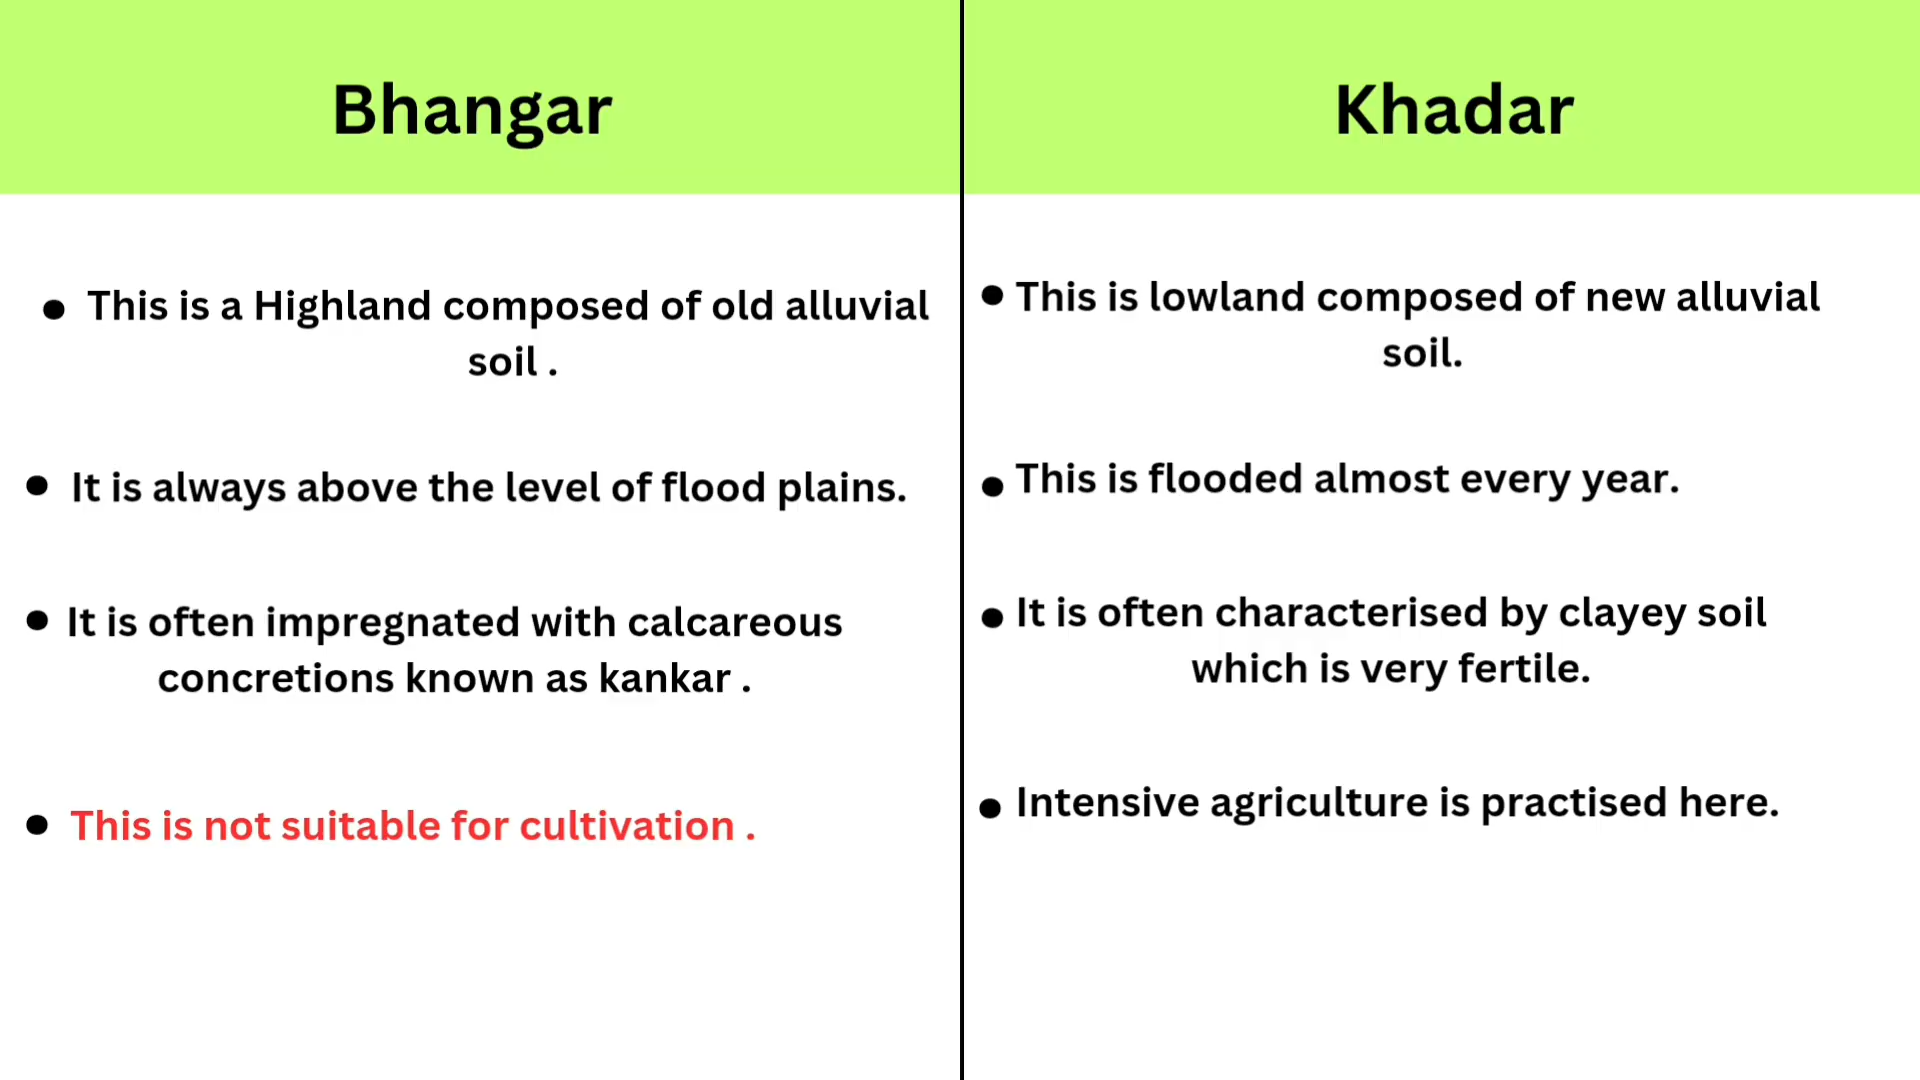 Bhangar
• This is a Highland composed of old alluvial
soil .
• It is always above the level of flood plains.
• It is often impregnated with calcareous
concretions known as kankar .
• This is not suitable for cultivation .
Khadar
• This is lowland composed of new alluvial
soil.
• This is flooded almost every year.
• It is often characterised by clayey soil
which is very fertile.
• Intensive agriculture is practised here.